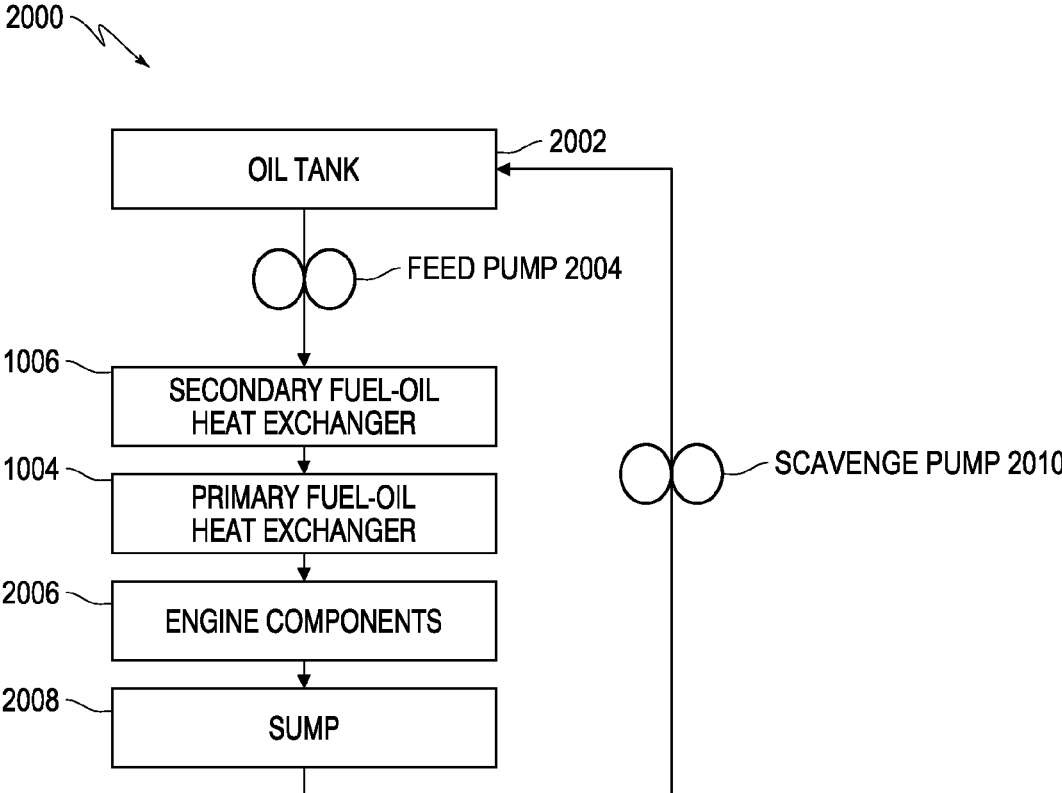 2000
2002
OIL TANK
FEED PUMP 2004
1006
SECONDARY FUEL-OIL
HEAT EXCHANGER
1004
PRIMARY FUEL-OIL
HEAT EXCHANGER
SCAVENGE PUMP 2010
2006
ENGINE COMPONENTS
2008
SUMP